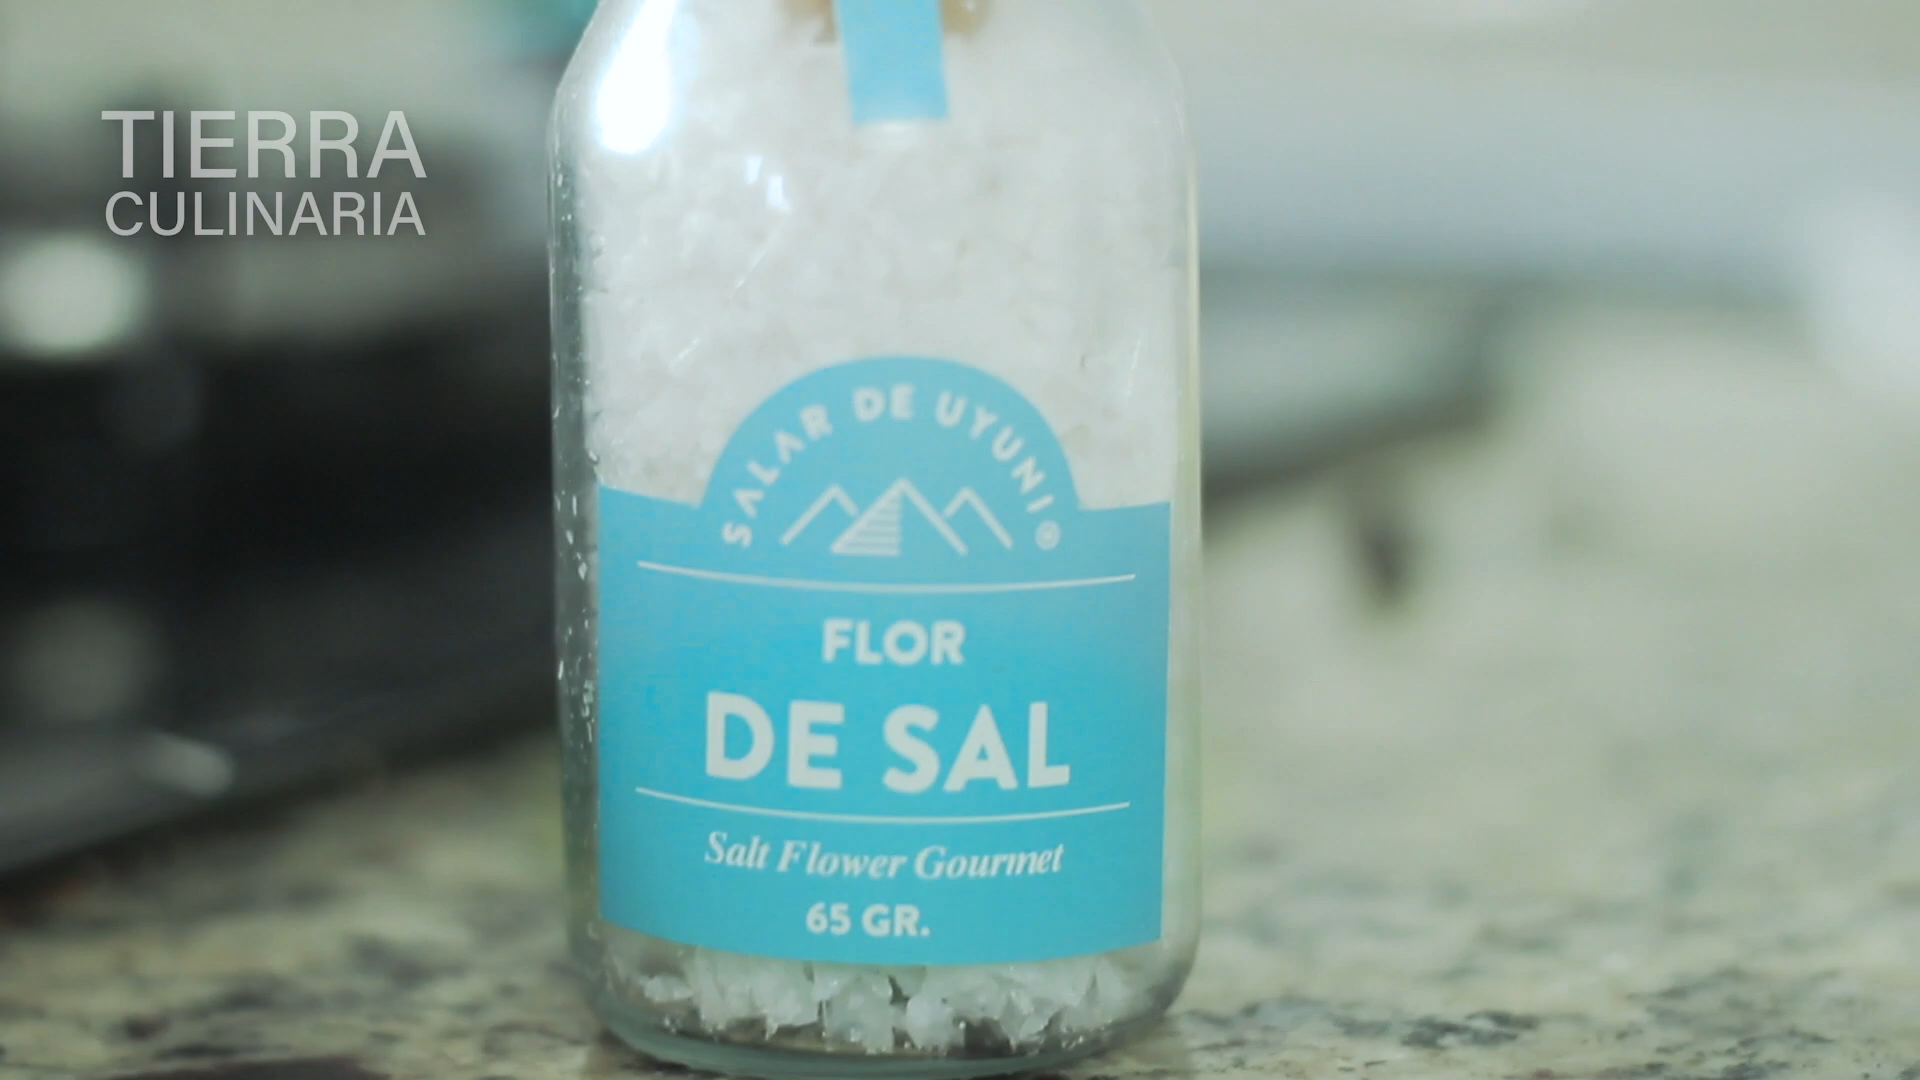 TIERRA
CULINARIA
SALAR DE UYUNI®
FLOR
DE SAL
Salt Flower Gourmet
65 GR.